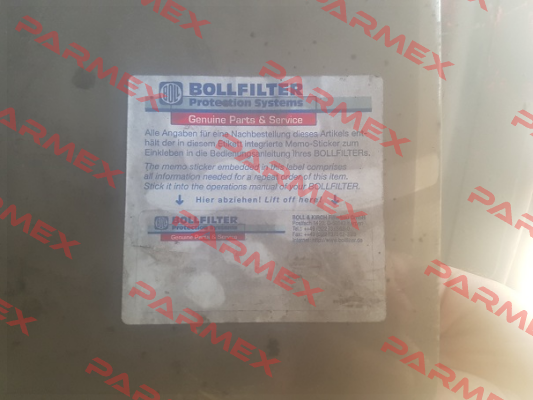 BOLLFILTER
Protection Systems
Genuine Parts & Service
Alle Angaben für eine Nachbestellung dieses Artikels ent
hält der in diesem Etikett integrierte Memo-Sticker zum
Einkleben in die Bedienungsanleitung Ihres BOLLFILTERs.
The memo-sticker embedded in this label comprises
all information needed for a repeat order of this item.
Stick it into the operations manual of your BOLLFILTER.
↓ Hier abziehen! Lift off here! ↓
BOLLFILTER
Protection Systems
Genuine Parts & Service
BOLL & KIRCH
PARMEX
PARMEX
PARMEX
PARMEX
PARMEX
PARMEX
PARMEX
PARMEX